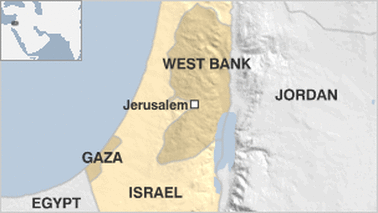 WEST BANK
Jerusalem
JORDAN
GAZA
ISRAEL
EGYPT